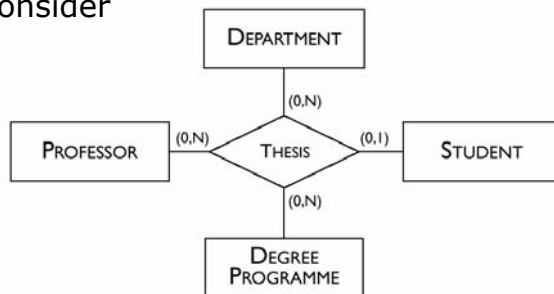 onsider
DEPARTMENT
(0,N)
PROFESSOR (0,N) THESIS (0,1) STUDENT
(0,N)
DEGREE
PROGRAMME